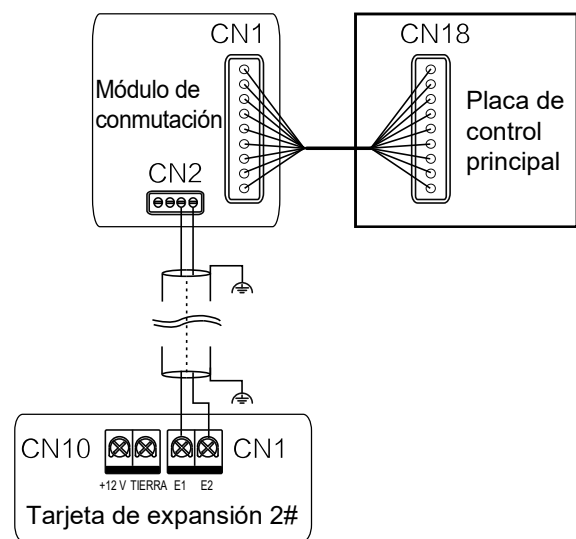 CN1
CN18
Módulo de
conmutación
Placa de
control
principal
CN2
CN10
CN1
+12 V TIERRA E1 E2
Tarjeta de expansión 2#